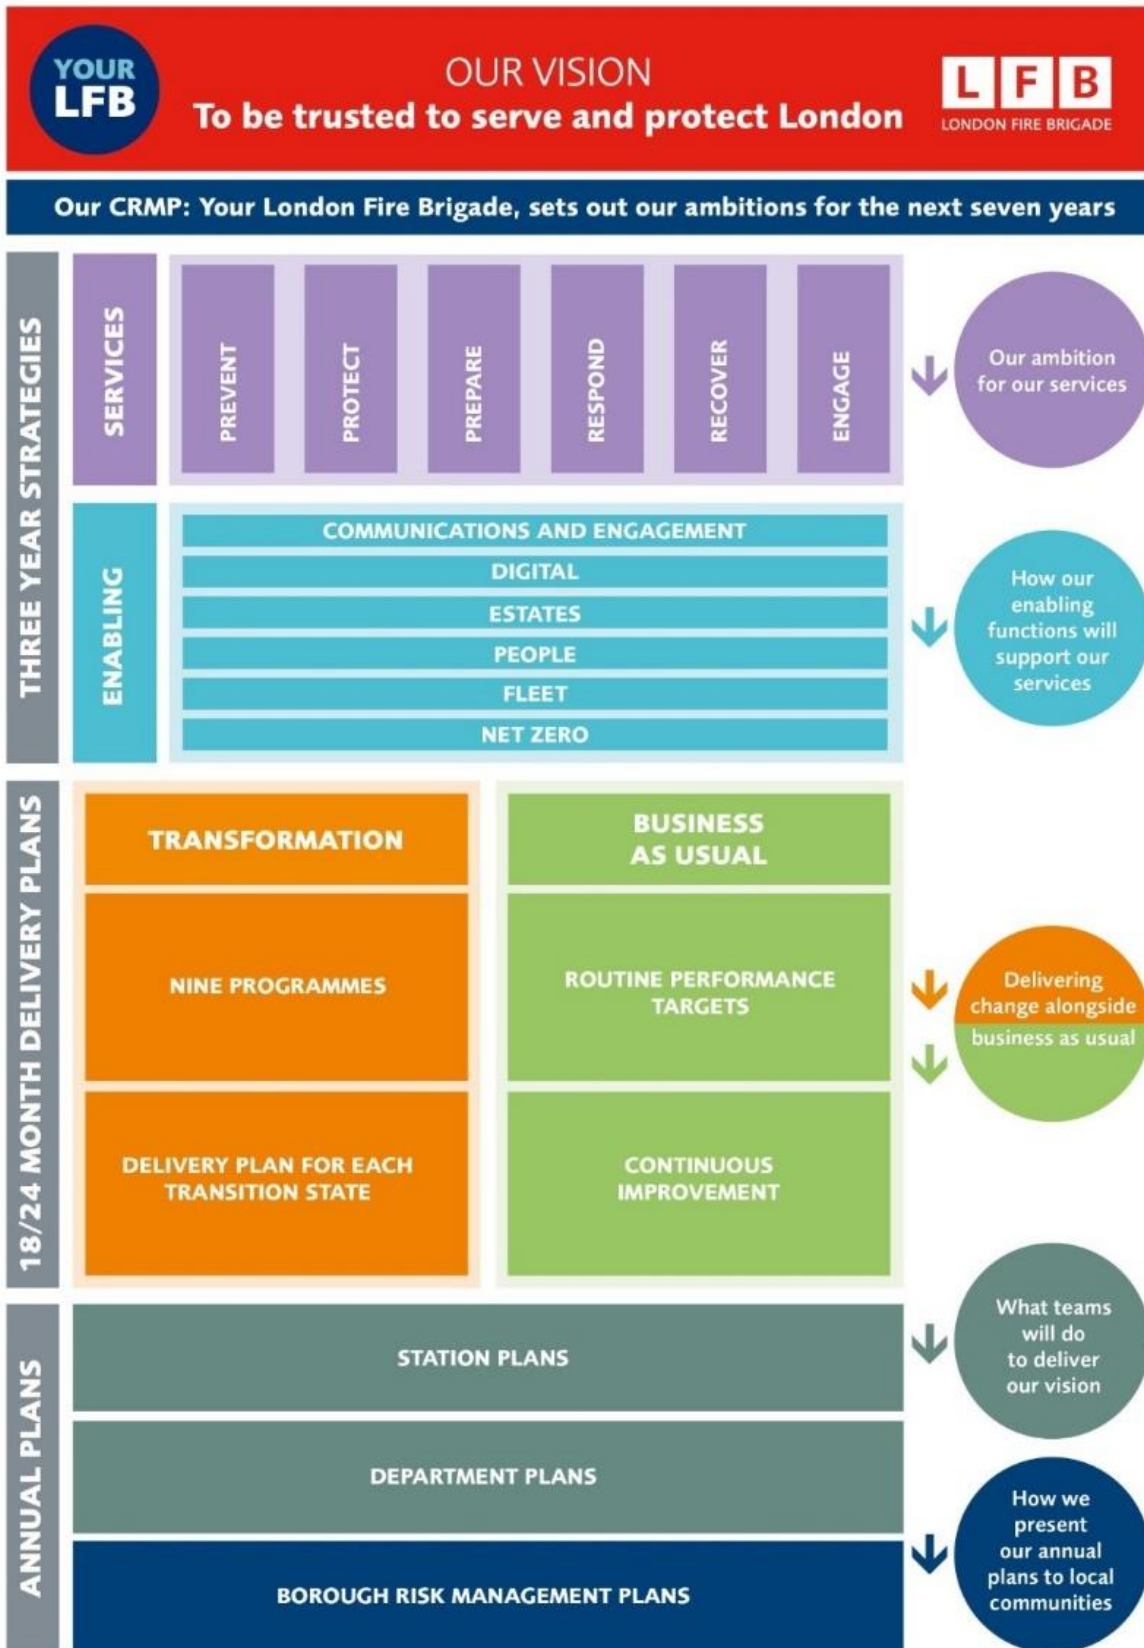 YOUR
LFB
OUR VISION
To be trusted to serve and protect London
L F B
LONDON FIRE BRIGADE
Our CRMP: Your London Fire Brigade, sets out our ambitions for the next seven years
THREE YEAR STRATEGIES
SERVICES
PREVENT
PROTECT
PREPARE
RESPOND
RECOVER
ENGAGE
Our ambition
for our services
ENABLING
COMMUNICATIONS AND ENGAGEMENT
DIGITAL
ESTATES
PEOPLE
FLEET
NET ZERO
How our
enabling
functions will
support our
services
18/24 MONTH DELIVERY PLANS
TRANSFORMATION
NINE PROGRAMMES
DELIVERY PLAN FOR EACH
TRANSITION STATE
BUSINESS
AS USUAL
ROUTINE PERFORMANCE
TARGETS
CONTINUOUS
IMPROVEMENT
Delivering
change alongside
business as usual
ANNUAL PLANS
STATION PLANS
DEPARTMENT PLANS
What teams
will do
to deliver
our vision
BOROUGH RISK MANAGEMENT PLANS
How we
present
our annual
plans to local
communities